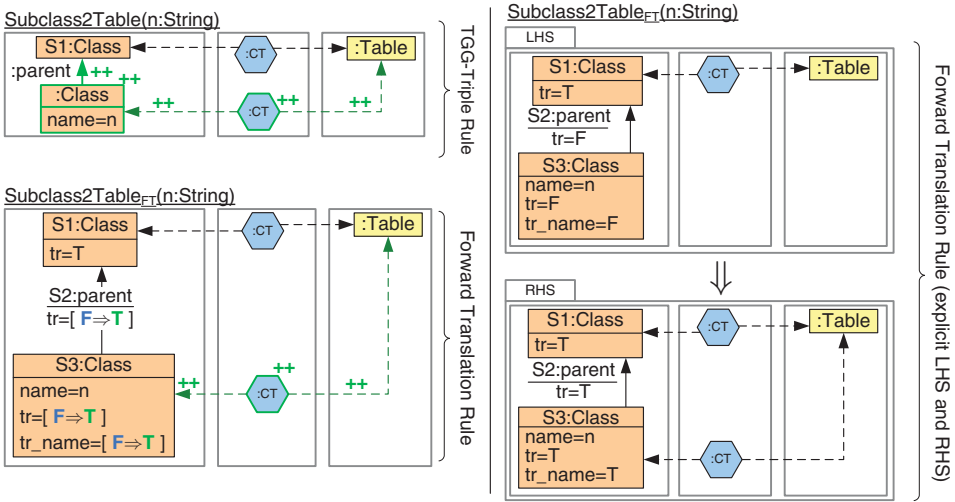 Subclass2Table(n:String)
S1:Class
:CT
:Table
:parent
++
++
:Class
name=n
++
:CT
++
++
TGG-Triple Rule
Subclass2Table_FT(n:String)
S1:Class
tr=T
:CT
:Table
S2:parent
tr=[ F⇒T ]
S3:Class
name=n
tr=[ F⇒T ]
tr_name=[ F⇒T ]
++
:CT
++
++
Forward Translation Rule
Subclass2Table_FT(n:String)
LHS
S1:Class
tr=T
:CT
:Table
S2:parent
tr=F
S3:Class
name=n
tr=F
tr_name=F
⇓
RHS
S1:Class
tr=T
:CT
:Table
S2:parent
tr=T
S3:Class
name=n
tr=T
tr_name=T
:CT
Forward Translation Rule (explicit LHS and RHS)